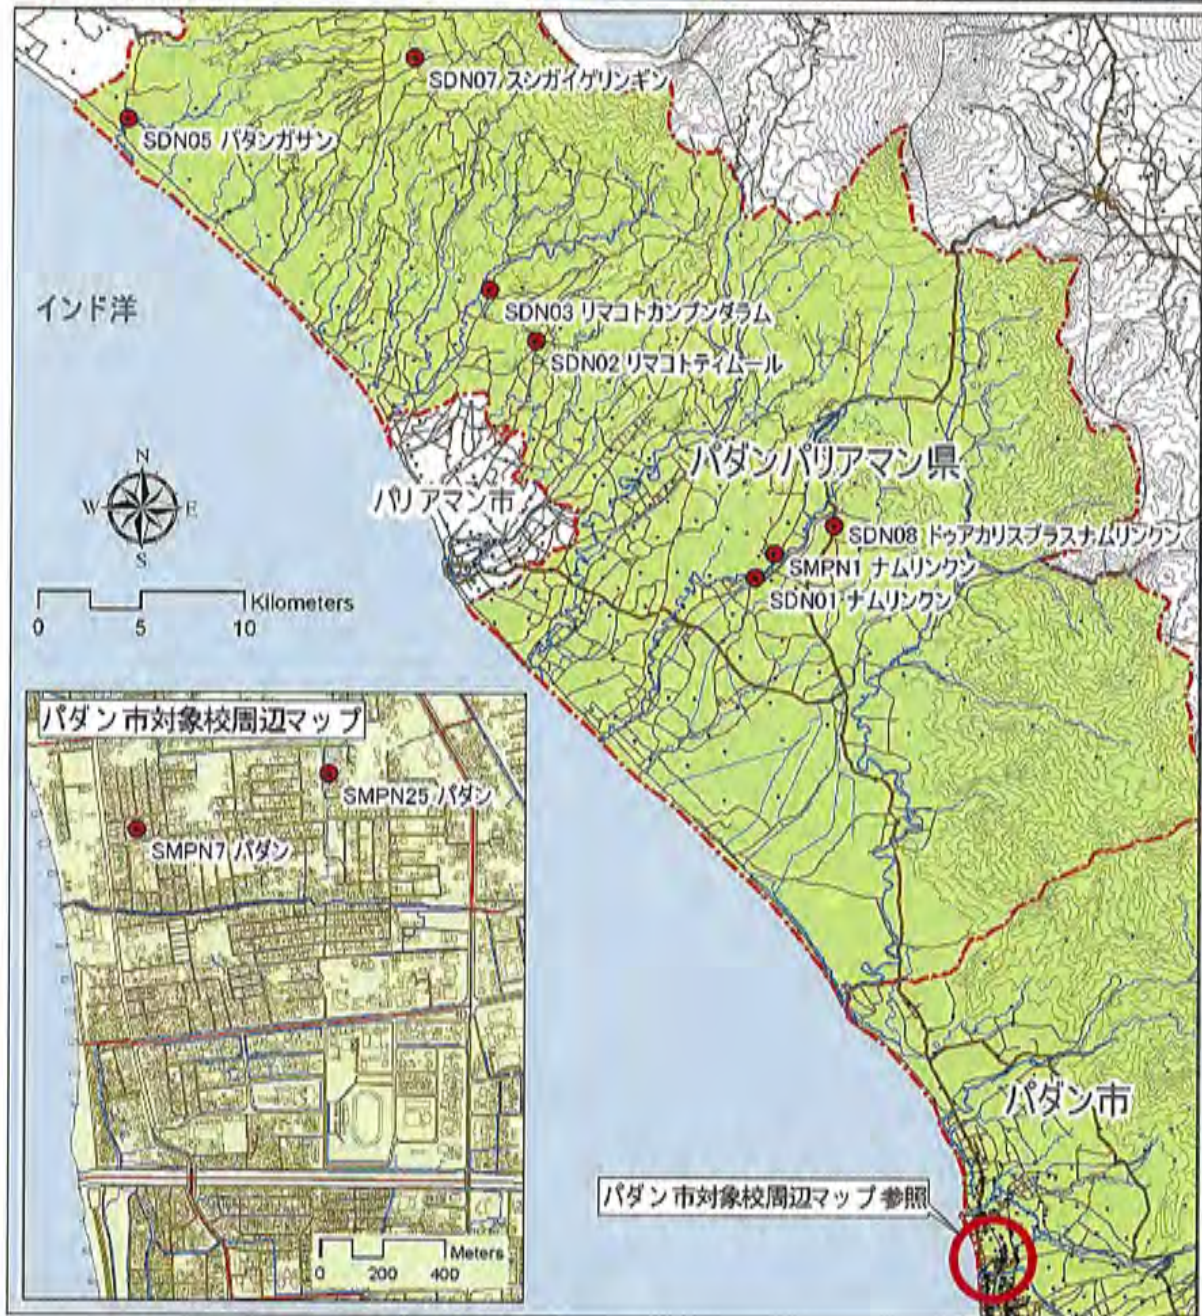 SDN07 スンガイゲリンギン
SDN05 バタンガサン
インド洋
SDN03 リマコトカンプンダラム
SDN02 リマコトティムール
N
W
E
S
パダンパリアマン県
パリアマン市
SDN08 ドゥアカリスプラスナムリンクン
SMPN1 ナムリンクン
SDN01 ナムリンクン
Kilometers
0 5 10
パダン市対象校周辺マップ
SMPN25 パダン
SMPN7 パダン
パダン市
パダン市対象校周辺マップ参照
Meters
0 200 400